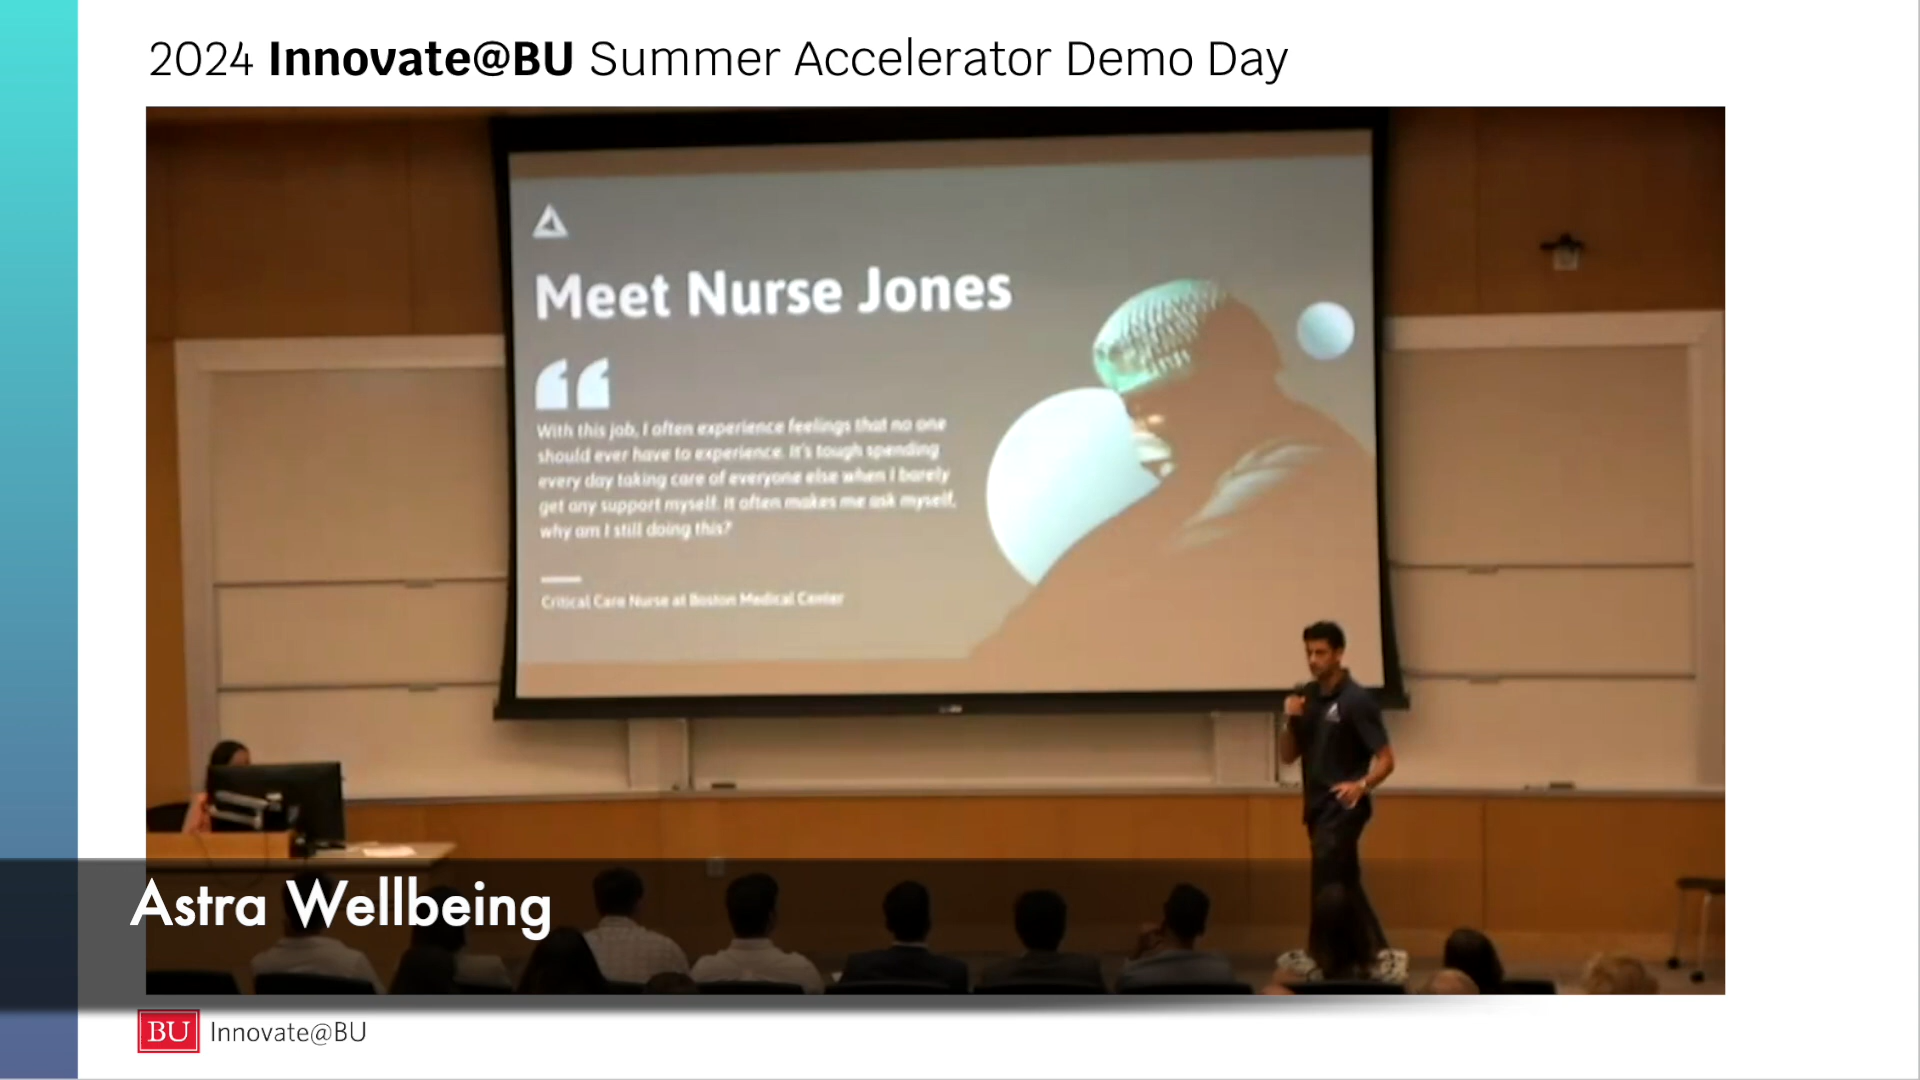 2024 Innovate@BU Summer Accelerator Demo Day
Meet Nurse Jones
“
With this job, I often experience feelings that no one
should ever have to experience. It's tough spending
every day taking care of everyone else when I barely
get any support myself. It often makes me ask myself,
why am I still doing this?
Critical Care Nurse at Boston Medical Center
Astra Wellbeing
BU Innovate@BU